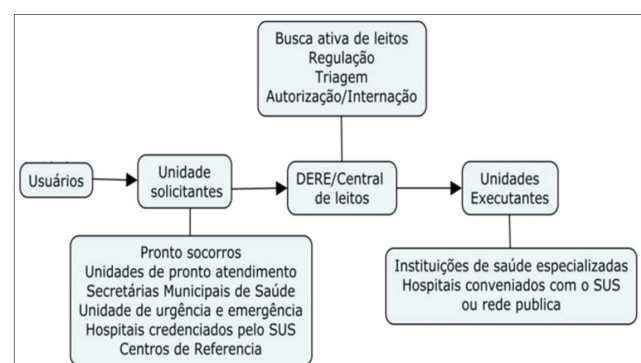 Busca ativa de leitos
Regulação
Triagem
Autorização/Internação
Usuários
Unidade
solicitantes
DERE/Central
de leitos
Unidades
Executantes
Pronto socorros
Unidades de pronto atendimento
Secretárias Municipais de Saúde
Unidade de urgência e emergência
Hospitais credenciados pelo SUS
Centros de Referencia
Instituições de saúde especializadas
Hospitais conveniados com o SUS
ou rede publica